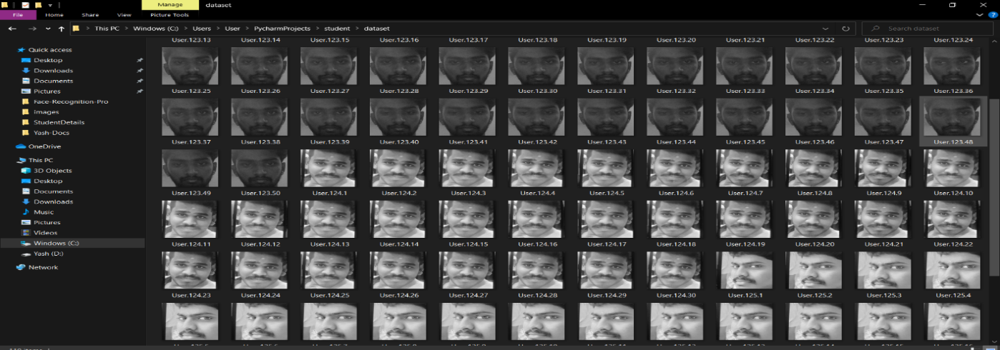 Manage dataset
File Home Share View Picture Tools
This PC Windows (C:) Users User PycharmProjects student dataset Search dataset
Quick access
Desktop
Downloads
Documents
Pictures
Face-Recognition-Pro
images
StudentDetails
Yash-Docs
OneDrive
This PC
3D Objects
Desktop
Documents
Downloads
Music
Pictures
Videos
Windows (C:)
Yash (D:)
Network
User.123.13 User.123.14 User.123.15 User.123.16 User.123.17 User.123.18 User.123.19 User.123.20 User.123.21 User.123.22 User.123.23 User.123.24
User.123.25 User.123.26 User.123.27 User.123.28 User.123.29 User.123.30 User.123.31 User.123.32 User.123.33 User.123.34 User.123.35 User.123.36
User.123.37 User.123.38 User.123.39 User.123.40 User.123.41 User.123.42 User.123.43 User.123.44 User.123.45 User.123.46 User.123.47 User.123.48
User.123.49 User.123.50 User.124.1 User.124.2 User.124.3 User.124.4 User.124.5 User.124.6 User.124.7 User.124.8 User.124.9 User.124.10
User.124.11 User.124.12 User.124.13 User.124.14 User.124.15 User.124.16 User.124.17 User.124.18 User.124.19 User.124.20 User.124.21 User.124.22
User.124.23 User.124.24 User.124.25 User.124.26 User.124.27 User.124.28 User.124.29 User.124.30 User.125.1 User.125.2 User.125.3 User.125.4